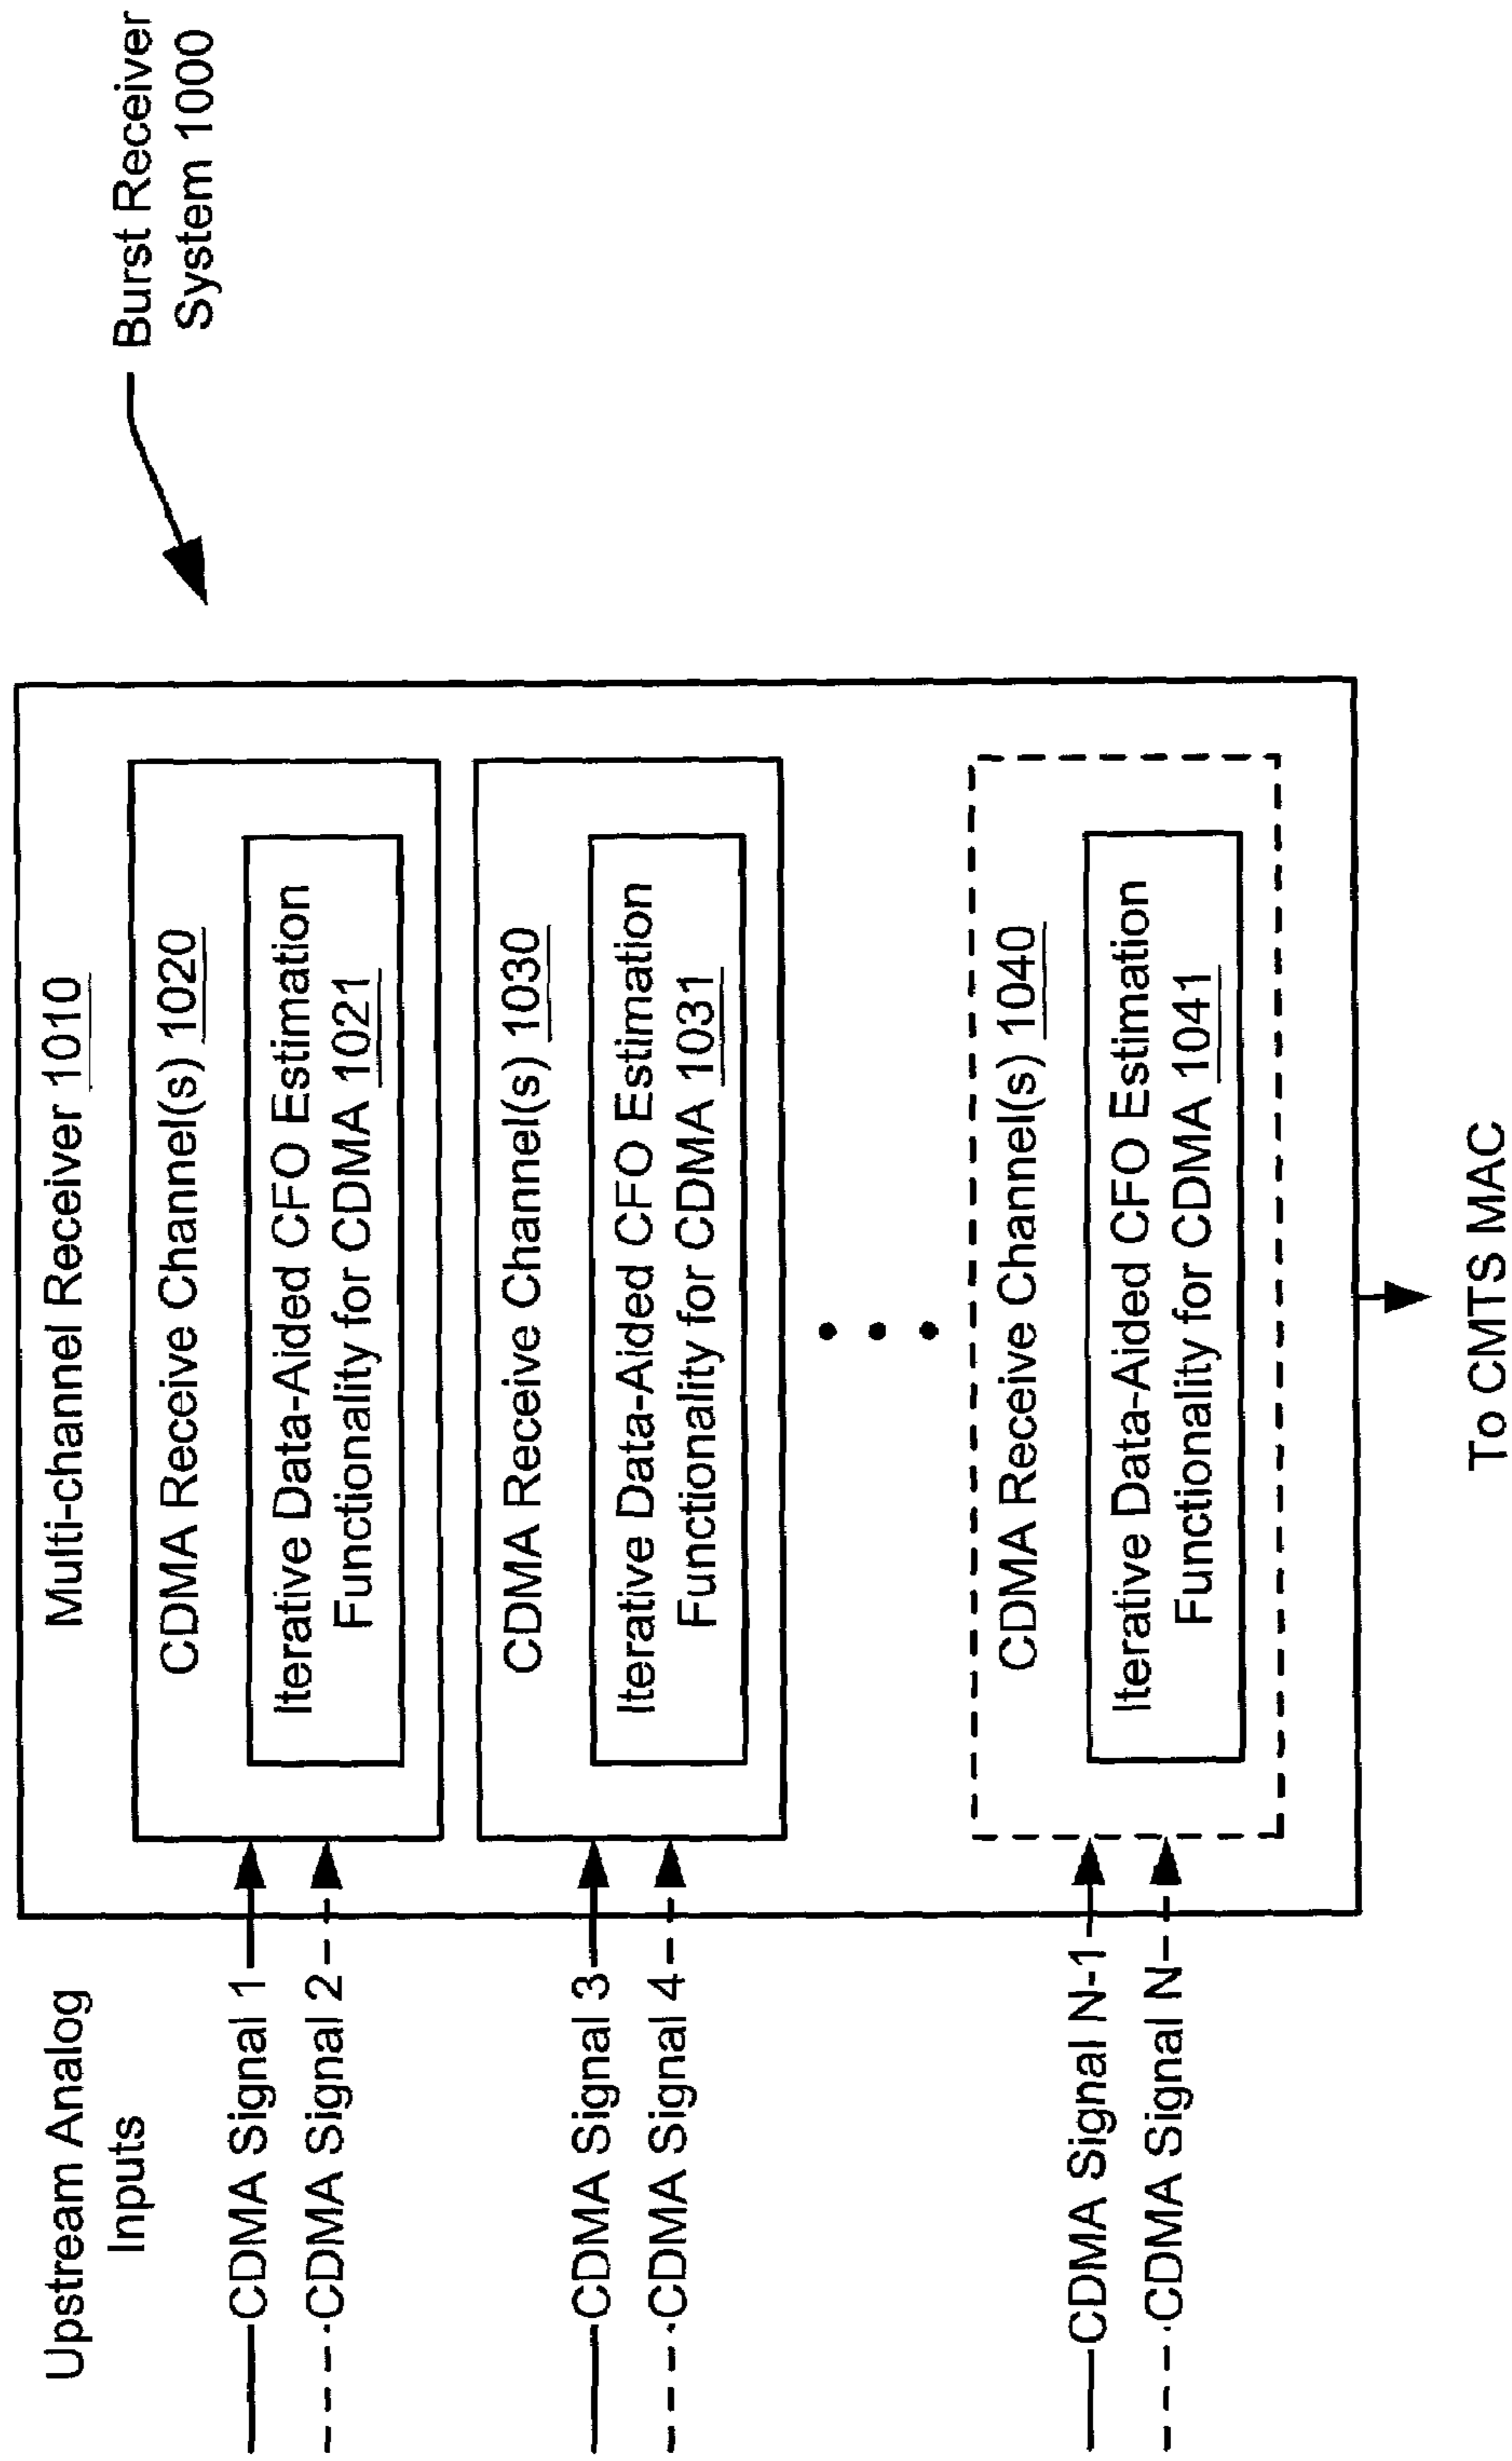 Burst Receiver
System 1000
Upstream Analog
Inputs
Multi-channel Receiver 1010
CDMA Signal 1
CDMA Signal 2
CDMA Receive Channel(s) 1020
Iterative Data-Aided CFO Estimation
Functionality for CDMA 1021
CDMA Signal 3
CDMA Signal 4
CDMA Receive Channel(s) 1030
Iterative Data-Aided CFO Estimation
Functionality for CDMA 1031
CDMA Signal N-1
CDMA Signal N
CDMA Receive Channel(s) 1040
Iterative Data-Aided CFO Estimation
Functionality for CDMA 1041
To CMTS MAC